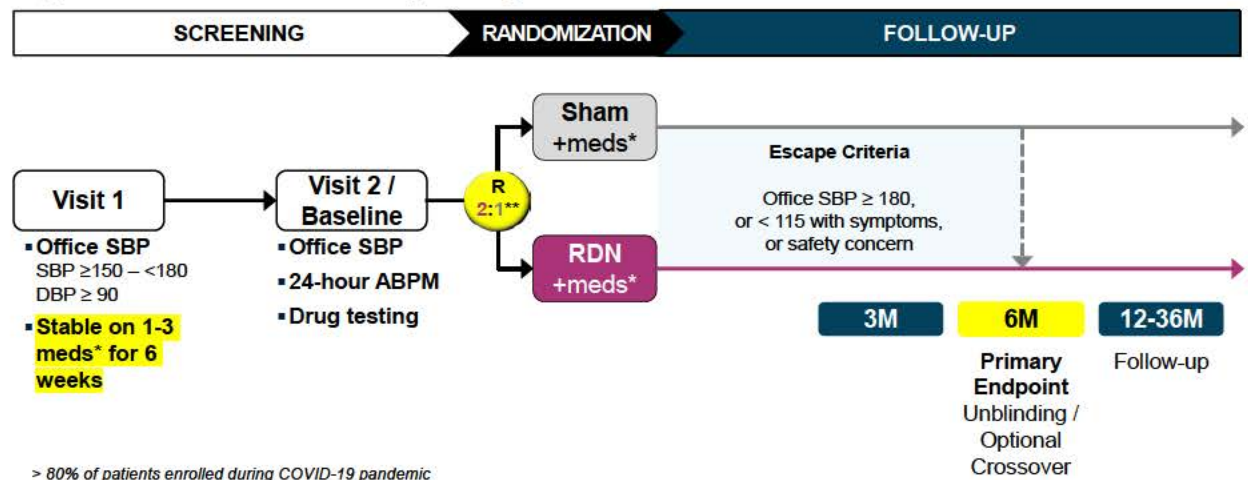 SCREENING
RANDOMIZATION
FOLLOW-UP
Visit 1
▪Office SBP
SBP ≥150 – <180
DBP ≥ 90
▪Stable on 1-3
meds* for 6
weeks
Visit 2 /
Baseline
▪Office SBP
▪24-hour ABPM
▪Drug testing
R
2:1**
Sham
+meds*
RDN
+meds*
Escape Criteria
Office SBP ≥ 180,
or < 115 with symptoms,
or safety concern
3M
6M
12-36M
Primary
Endpoint
Unblinding /
Optional
Crossover
Follow-up
> 80% of patients enrolled during COVID-19 pandemic